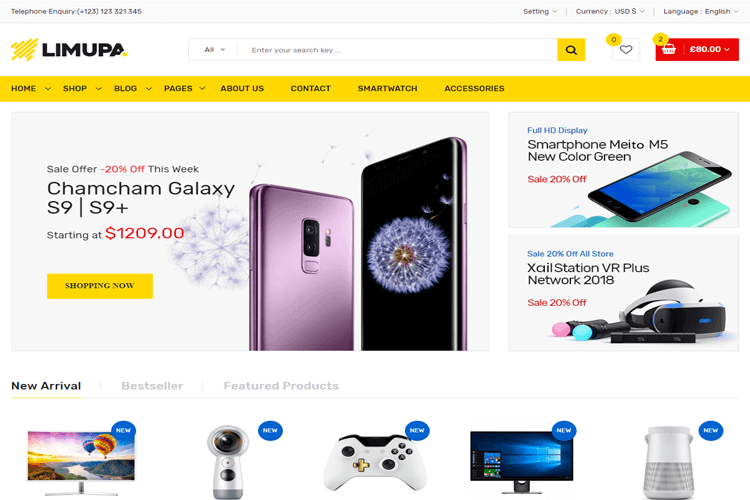 Telephone Enquiry:(+123) 123 321 345
Setting
Currency : USD $
Language : English
LIMUPA
All
Enter your search key ...
0
2
£80.00
HOME
SHOP
BLOG
PAGES
ABOUT US
CONTACT
SMARTWATCH
ACCESSORIES
Sale Offer -20% Off This Week
Chamcham Galaxy
S9 | S9+
Starting at $1209.00
SHOPPING NOW
Full HD Display
Smartphone Meito M5
New Color Green
Sale 20% Off
Sale 20% Off All Store
XailStation VR Plus
Network 2018
Sale 20% Off
New Arrival
Bestseller
Featured Products
NEW
NEW
NEW
NEW
NEW